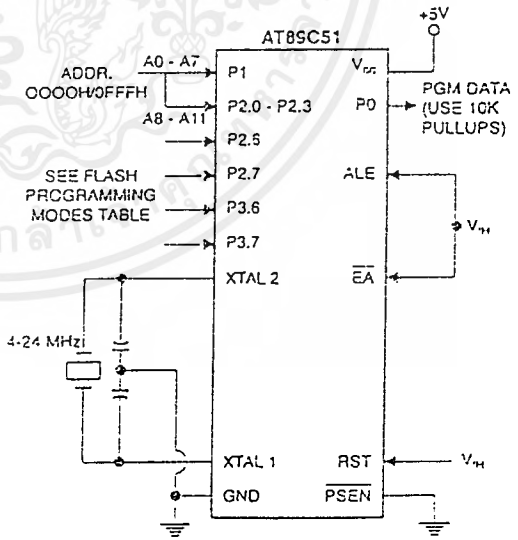 AT89C51
+5V
A0 - A7
ADDR.
OOOOH/0FFFH
P1
VCC
P2.0 - P2.3
P0
PGM DATA
(USE 10K
PULLUPS)
A8 - A11
P2.6
SEE FLASH
PROGRAMMING
MODES TABLE
P2.7
ALE
P3.6
VIH
P3.7
XTAL 2
EA
4-24 MHz
XTAL 1
RST
VIH
GND
PSEN